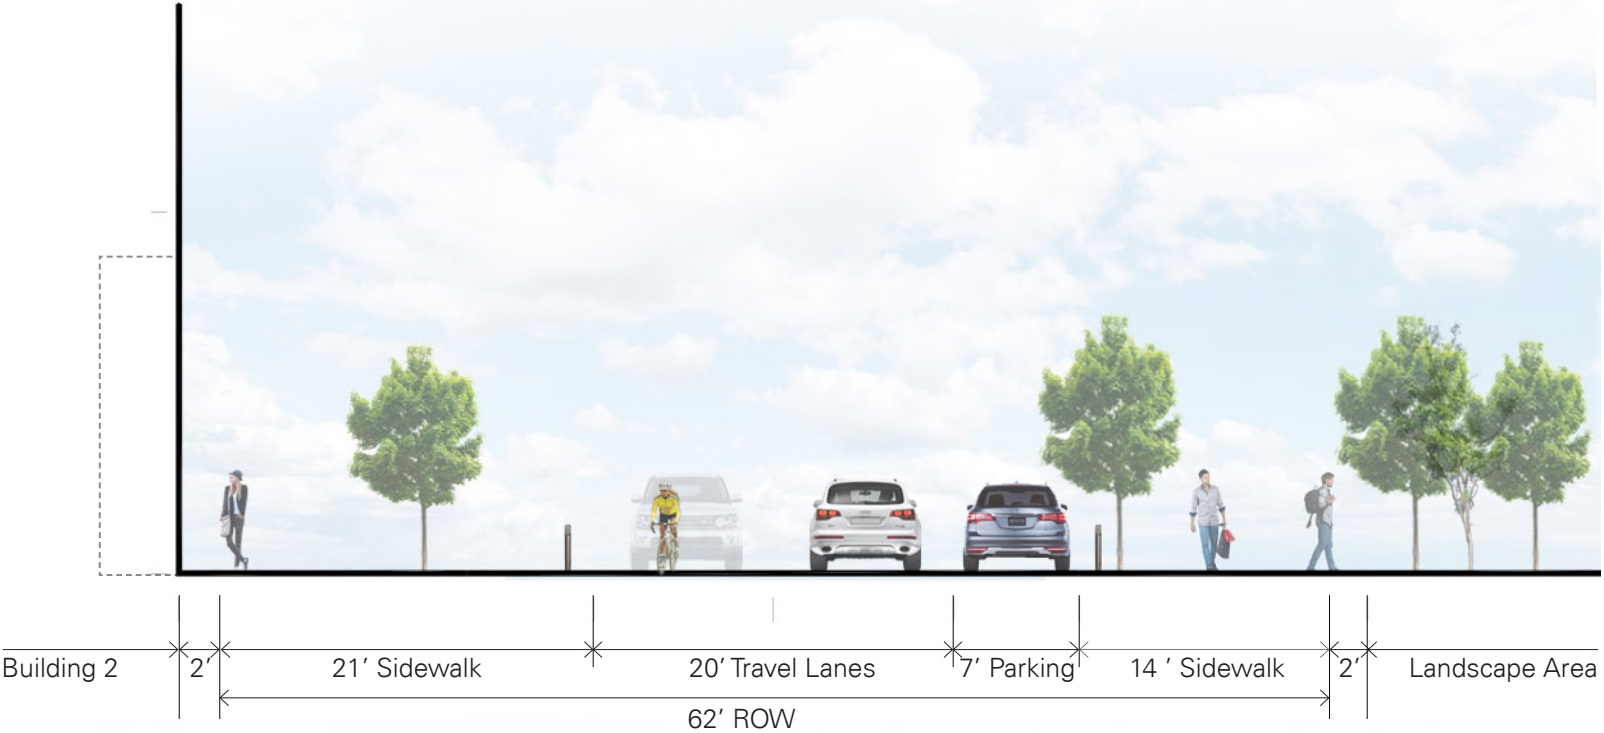 Building 2
2′
21′ Sidewalk
20′ Travel Lanes
7′ Parking
14 ′ Sidewalk
2′
Landscape Area
62′ ROW